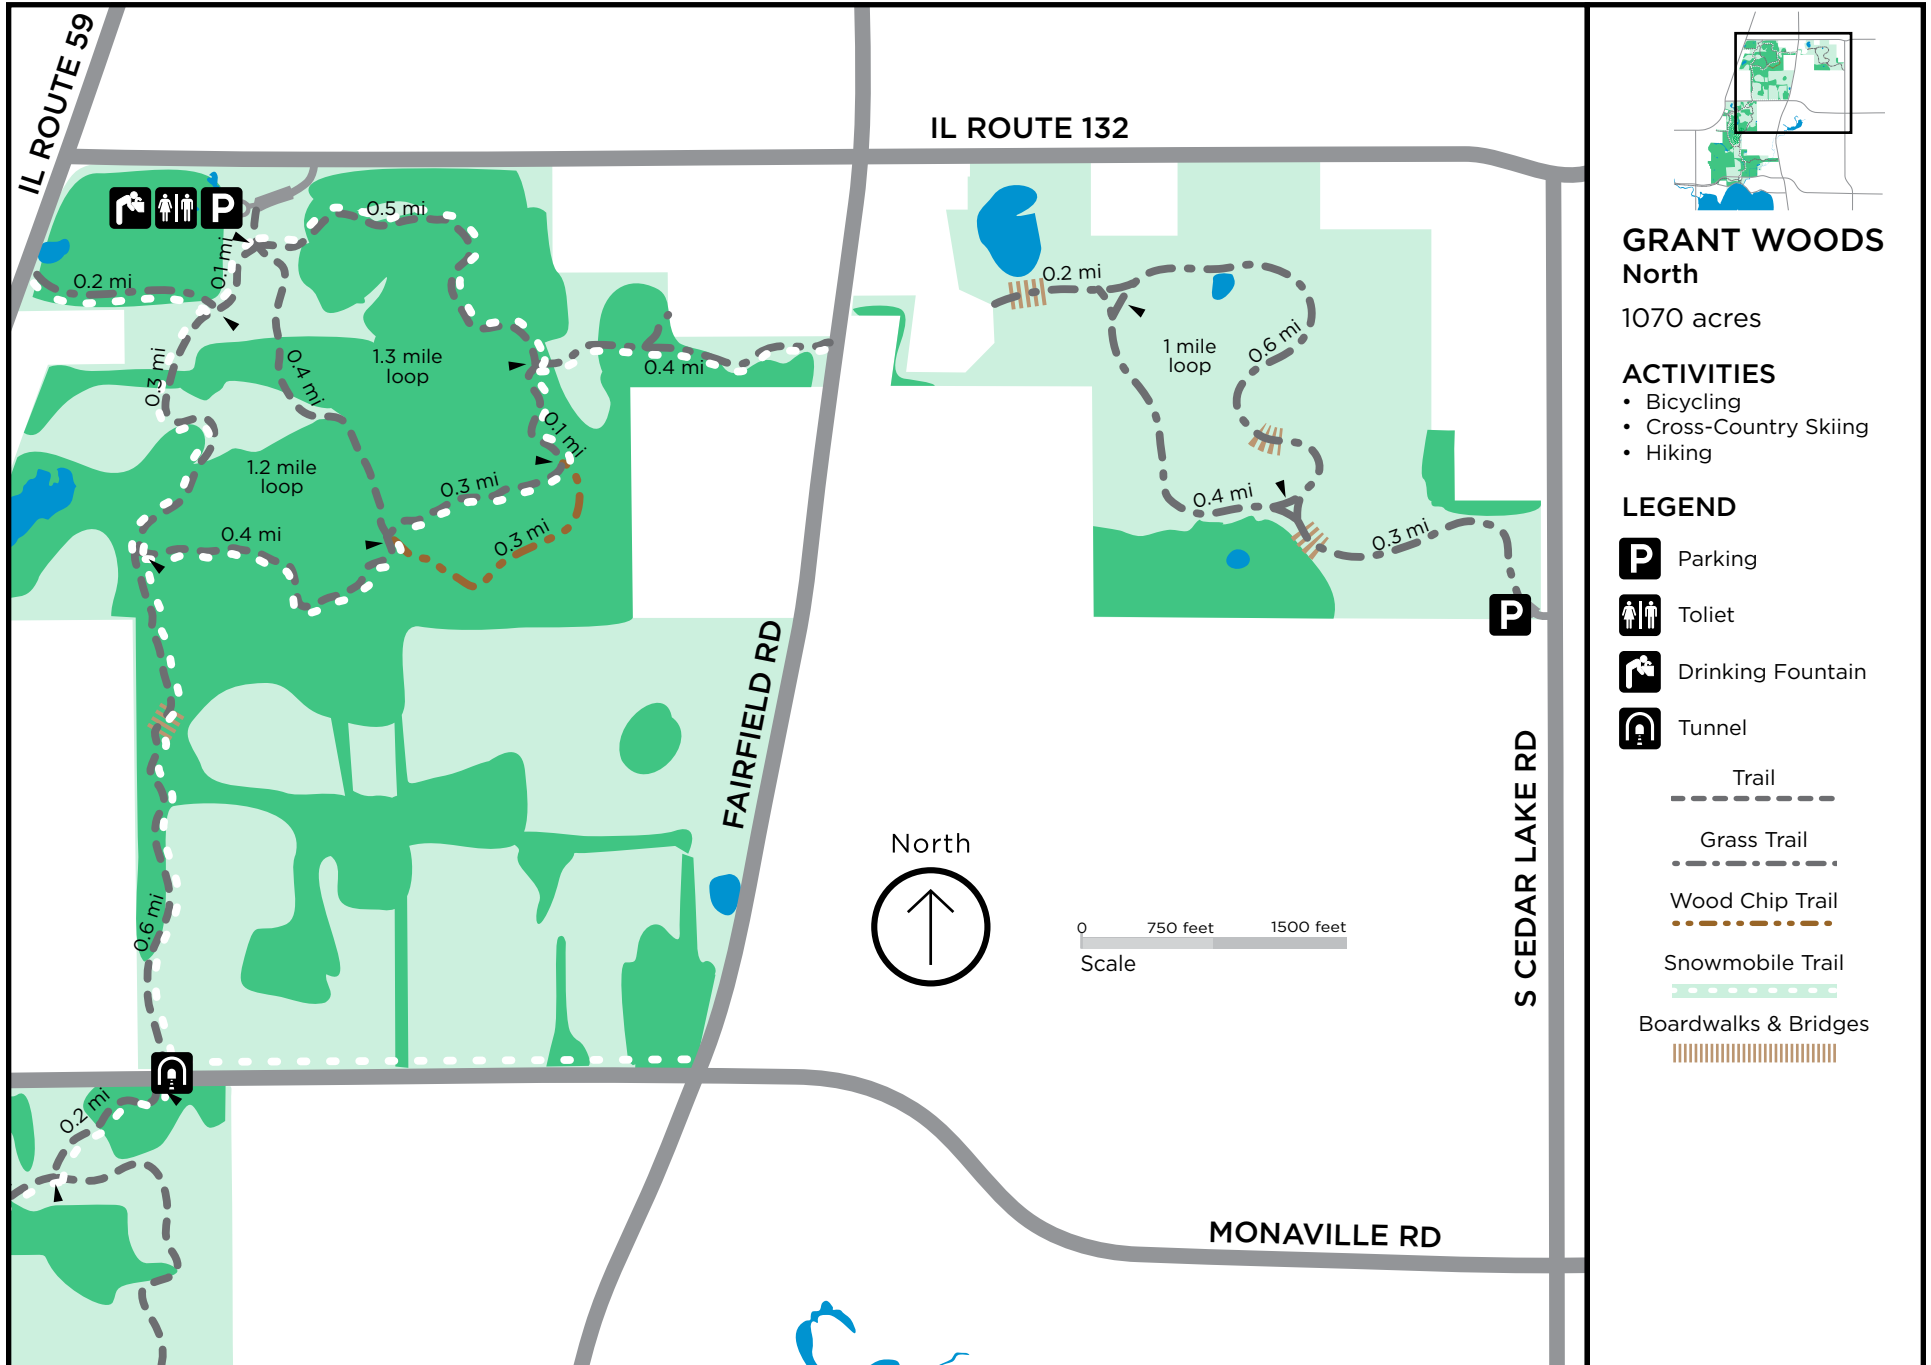 IL ROUTE 59
IL ROUTE 132
0.5 mi
0.1 mi
0.2 mi
0.2 mi
0.3 mi
0.4 mi
1.3 mile
loop
0.4 mi
1 mile
loop
0.6 mi
0.1 mi
1.2 mile
loop
0.3 mi
0.4 mi
0.3 mi
0.4 mi
0.3 mi
P
P
FAIRFIELD RD
S CEDAR LAKE RD
North
0 750 feet 1500 feet
Scale
0.6 mi
0.2 mi
MONAVILLE RD
GRANT WOODS
North
1070 acres
ACTIVITIES
• Bicycling
• Cross-Country Skiing
• Hiking
LEGEND
P Parking
Toliet
Drinking Fountain
Tunnel
Trail
Grass Trail
Wood Chip Trail
Snowmobile Trail
Boardwalks & Bridges